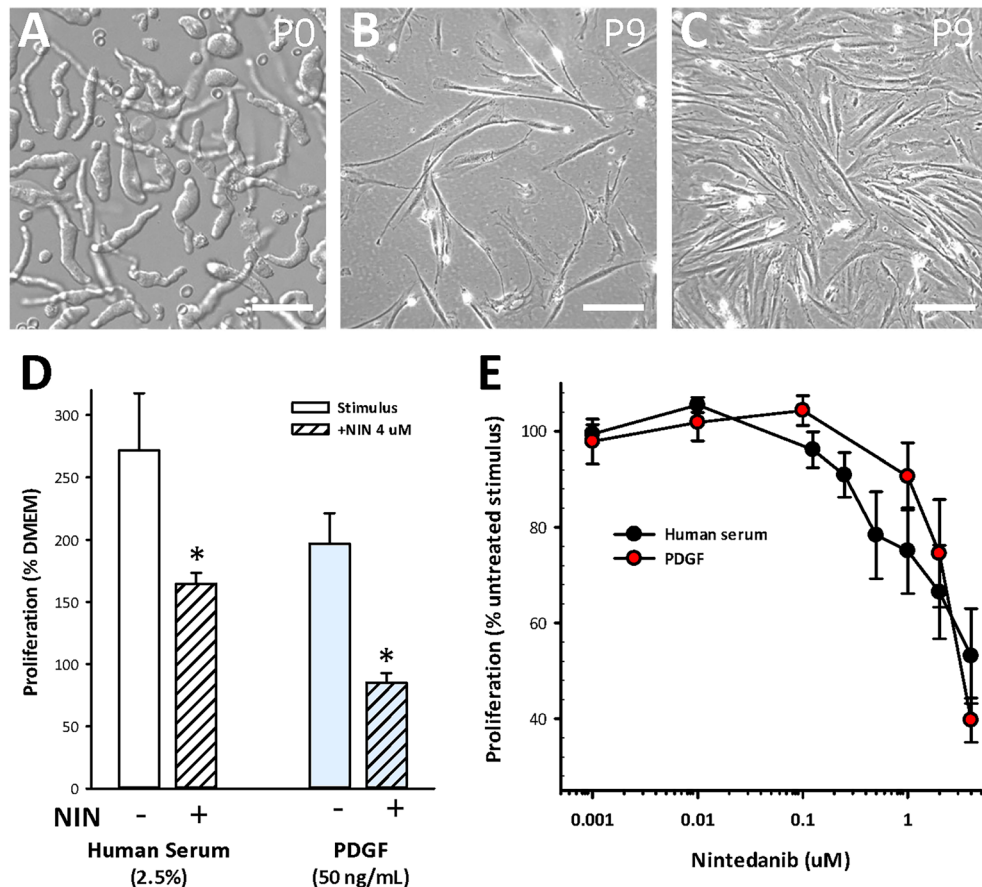 A P0
B P9
C P9
D
Proliferation (% DMEM)
300
250
200
150
100
50
0
Stimulus
+NIN 4 uM
*
*
NIN - + - +
Human Serum PDGF
(2.5%) (50 ng/mL)
E
Proliferation (% untreated stimulus)
100
80
60
40
Human serum
PDGF
0.001 0.01 0.1 1
Nintedanib (uM)